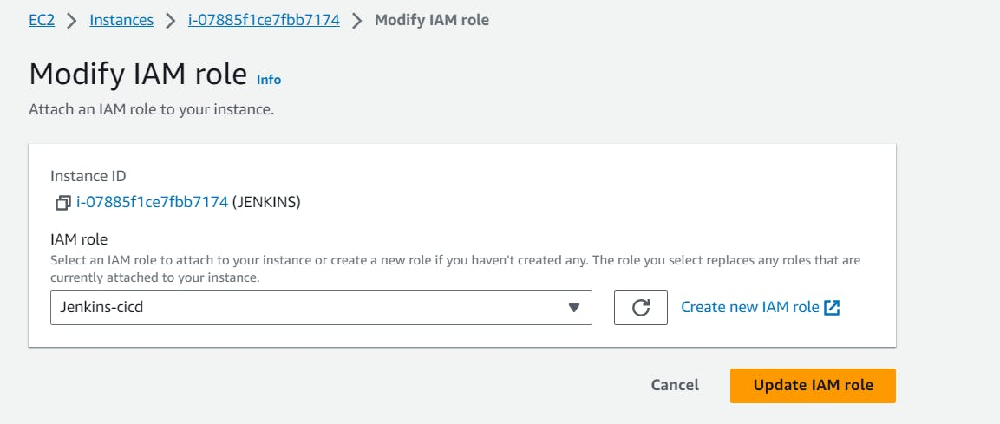 EC2 > Instances > i-07885f1ce7fbb7174 > Modify IAM role
Modify IAM role Info
Attach an IAM role to your instance.
Instance ID
i-07885f1ce7fbb7174 (JENKINS)
IAM role
Select an IAM role to attach to your instance or create a new role if you haven't created any. The role you select replaces any roles that are
currently attached to your instance.
Jenkins-cicd
Create new IAM role
Cancel
Update IAM role